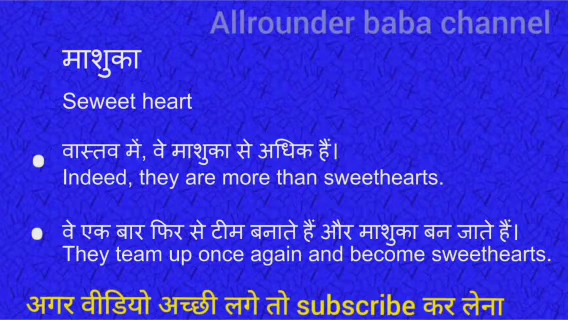 Allrounder baba channel
माशुका
Seweet heart
वास्तव में, वे माशुका से अधिक हैं।
Indeed, they are more than sweethearts.
वे एक बार फिर से टीम बनाते हैं और माशुका बन जाते हैं।
They team up once again and become sweethearts.
अगर वीडियो अच्छी लगे तो subscribe कर लेना